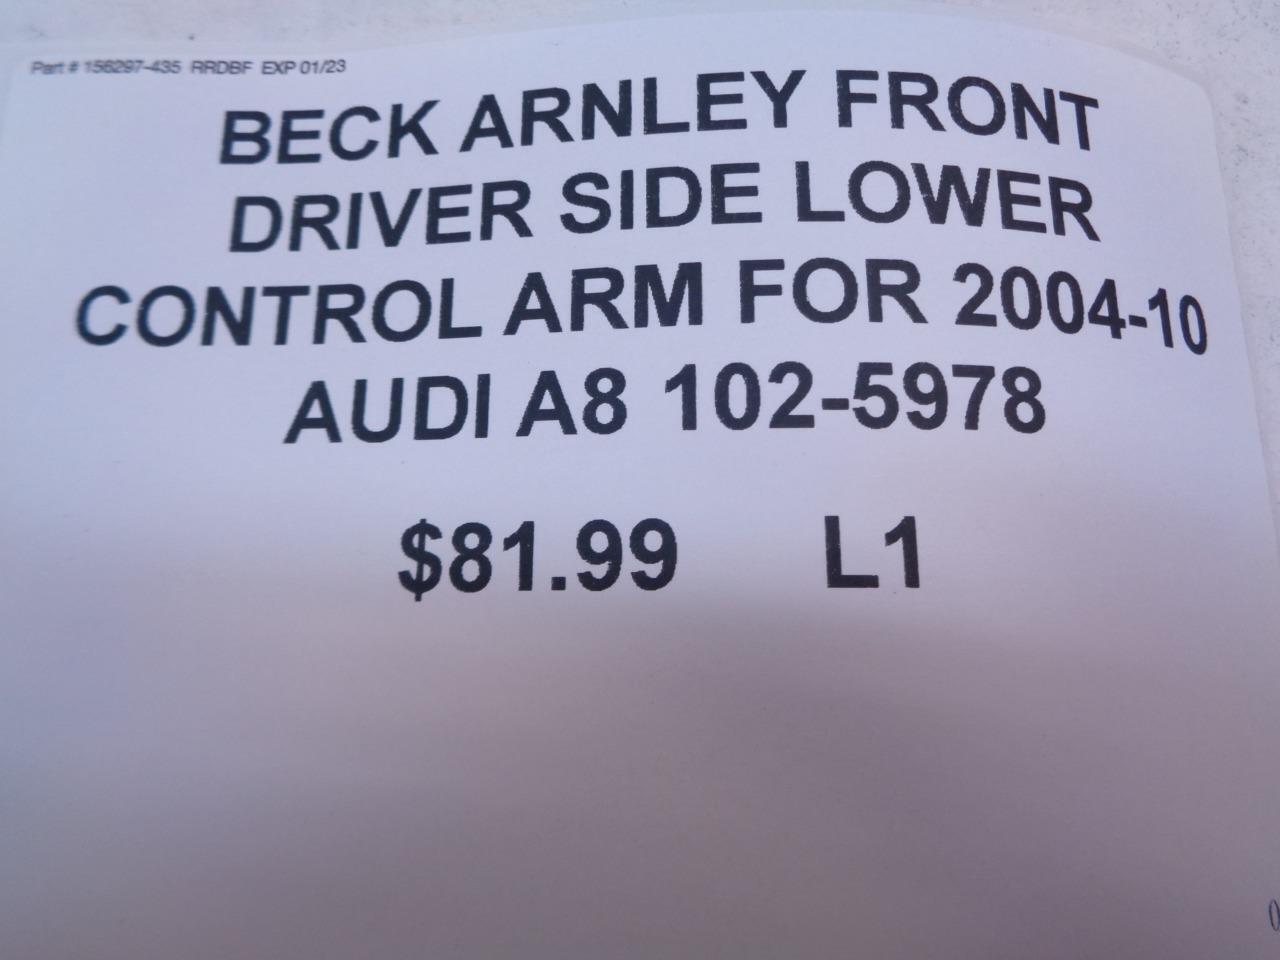 Part # 156297-435 RRDBF EXP 01/23
BECK ARNLEY FRONT
DRIVER SIDE LOWER
CONTROL ARM FOR 2004-10
AUDI A8 102-5978
$81.99 L1